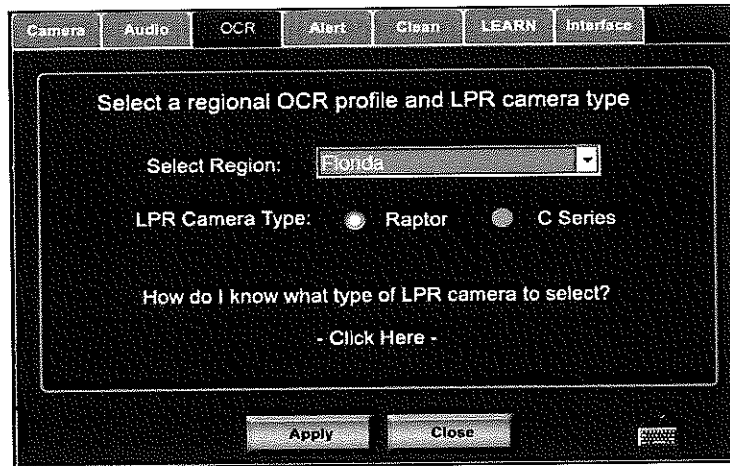 Camera Audio OCR Alert Clean LEARN Interface
Select a regional OCR profile and LPR camera type
Select Region: Florida
LPR Camera Type: Raptor C Series
How do I know what type of LPR camera to select?
- Click Here -
Apply Close